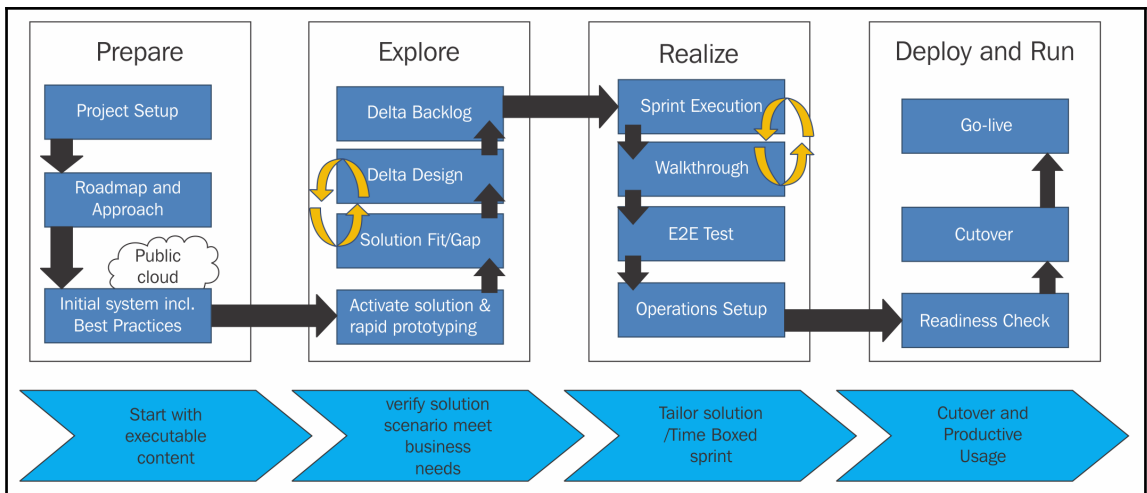 Prepare
Project Setup
Roadmap and
Approach
Public
cloud
Initial system incl.
Best Practices
Explore
Delta Backlog
Delta Design
Solution Fit/Gap
Activate solution &
rapid prototyping
Realize
Sprint Execution
Walkthrough
E2E Test
Operations Setup
Deploy and Run
Go-live
Cutover
Readiness Check
Start with
executable
content
verify solution
scenario meet
business
needs
Tailor solution
/Time Boxed
sprint
Cutover and
Productive
Usage